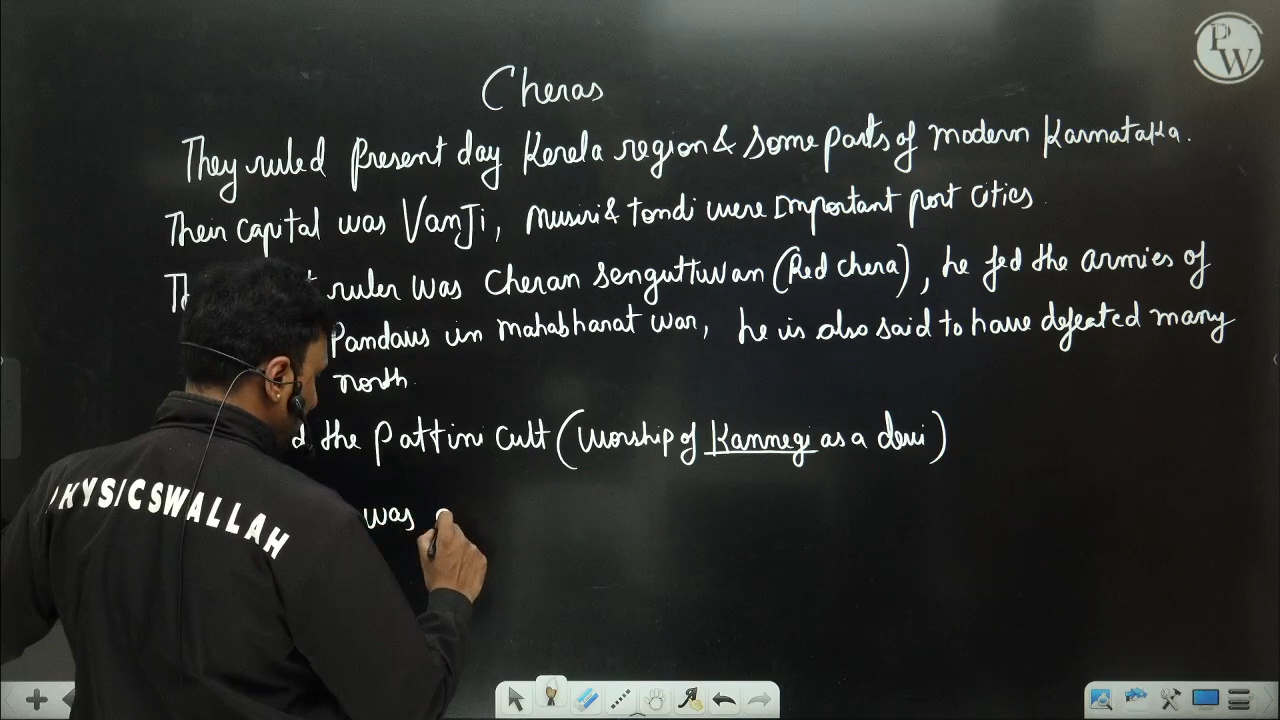 PW
Cheras
They ruled Present day Kerela region & some parts of modern Karnataka.
Their capital was VanJi, Musiri & tondi were Important port cities
ruler was Cheran Senguttuvan (Red chera), he fed the armies of
Pandavs in Mahabharat war, he is also said to have defeated many
north.
the Pattini cult (Worship of Kannegi as a devi)
was
PHYSICSWALLAH